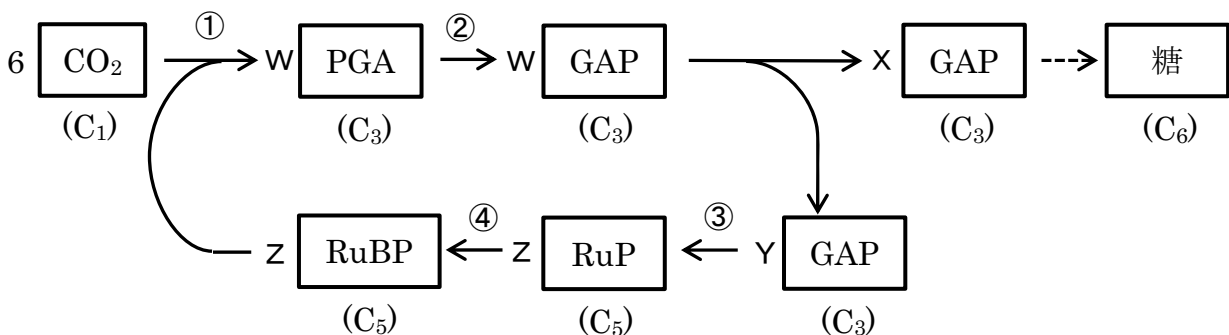 ① ②
6 CO₂ W PGA W GAP X GAP 糖
(C₁) (C₃) (C₃) (C₃) (C₆)
④ ③
Z RuBP Z RuP Y GAP
(C₅) (C₅) (C₃)